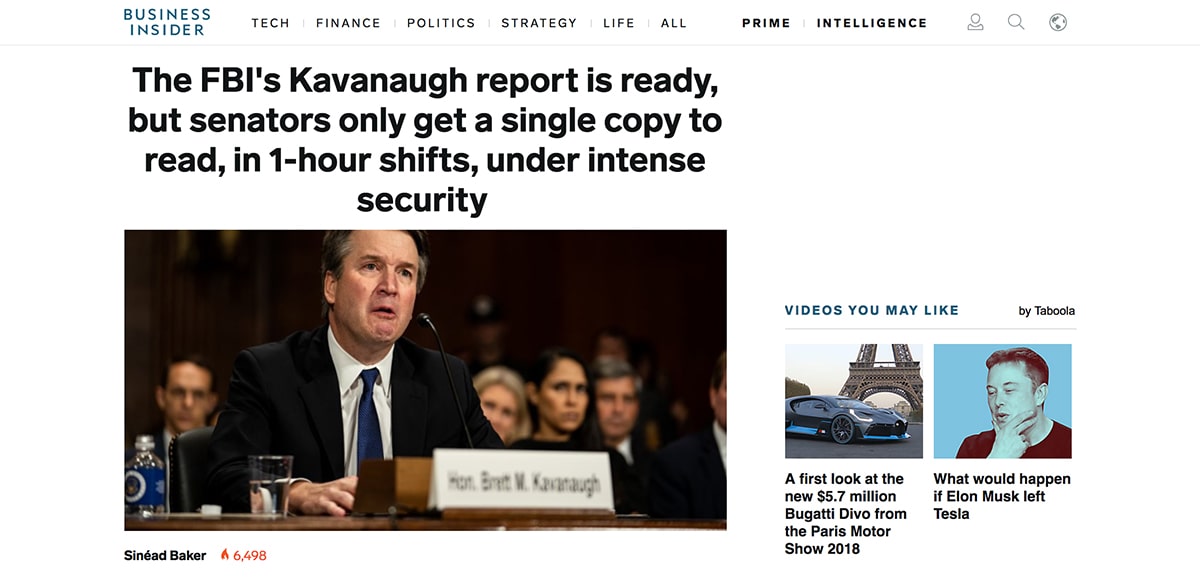 BUSINESS
INSIDER
TECH FINANCE POLITICS STRATEGY LIFE ALL PRIME INTELLIGENCE
The FBI's Kavanaugh report is ready,
but senators only get a single copy to
read, in 1-hour shifts, under intense
security
Hon. Brett M. Kavanaugh
Sinéad Baker 6,498
VIDEOS YOU MAY LIKE by Taboola
A first look at the
new $5.7 million
Bugatti Divo from
the Paris Motor
Show 2018
What would happen
if Elon Musk left
Tesla